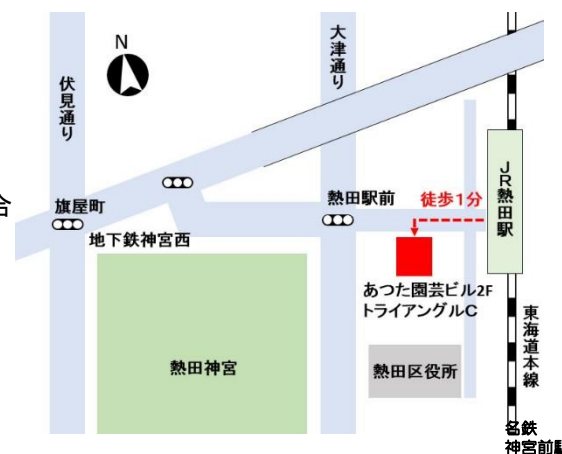 N
大津通り
伏見通り
合
旗屋町
地下鉄神宮西
熱田駅前
徒歩1分
JR熱田駅
あつた園芸ビル2F
トライアングルC
熱田神宮
熱田区役所
東海道本線
名鉄
神宮前駅